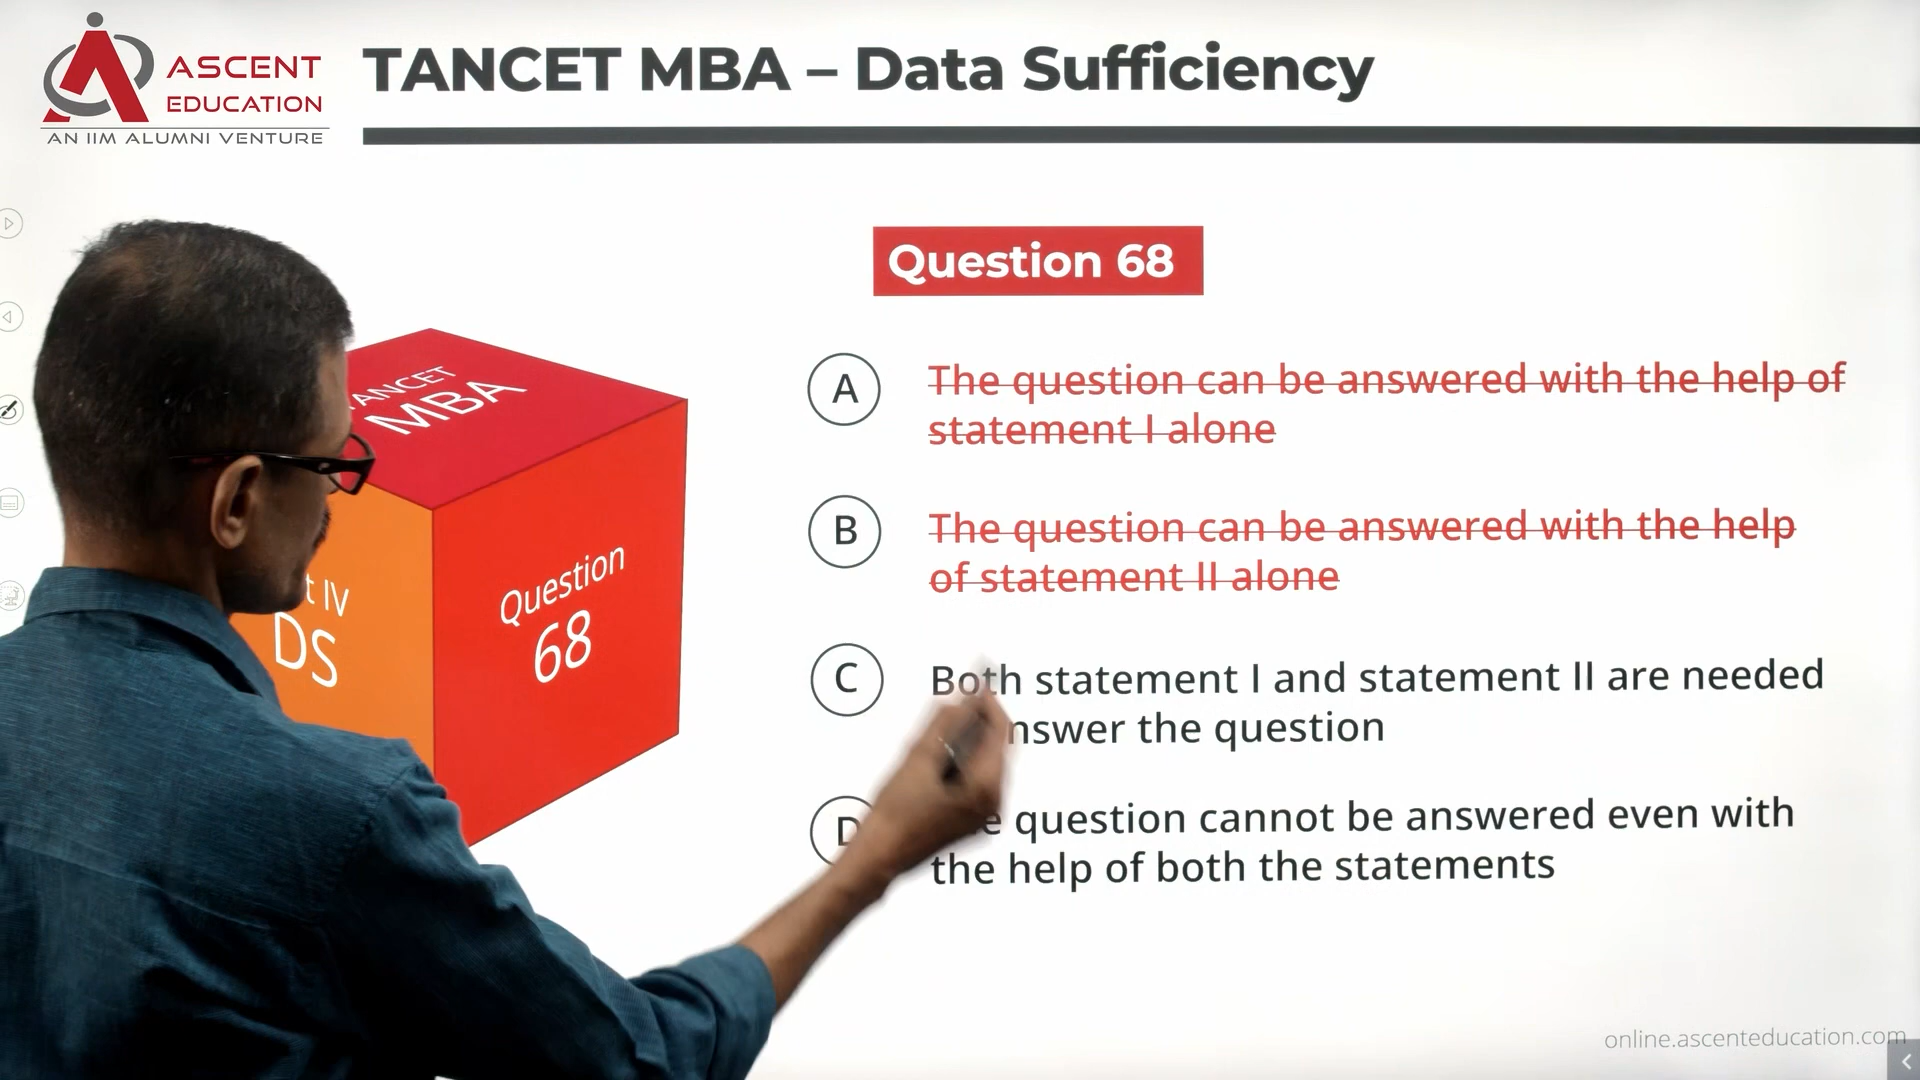 ASCENT
EDUCATION
AN IIM ALUMNI VENTURE
TANCET MBA – Data Sufficiency
Question 68
MBA
t IV
DS
Question
68
A
The question can be answered with the help of
statement I alone
B
The question can be answered with the help
of statement II alone
C
Both statement I and statement II are needed
nswer the question
D
question cannot be answered even with
the help of both the statements
online.ascenteducation.com